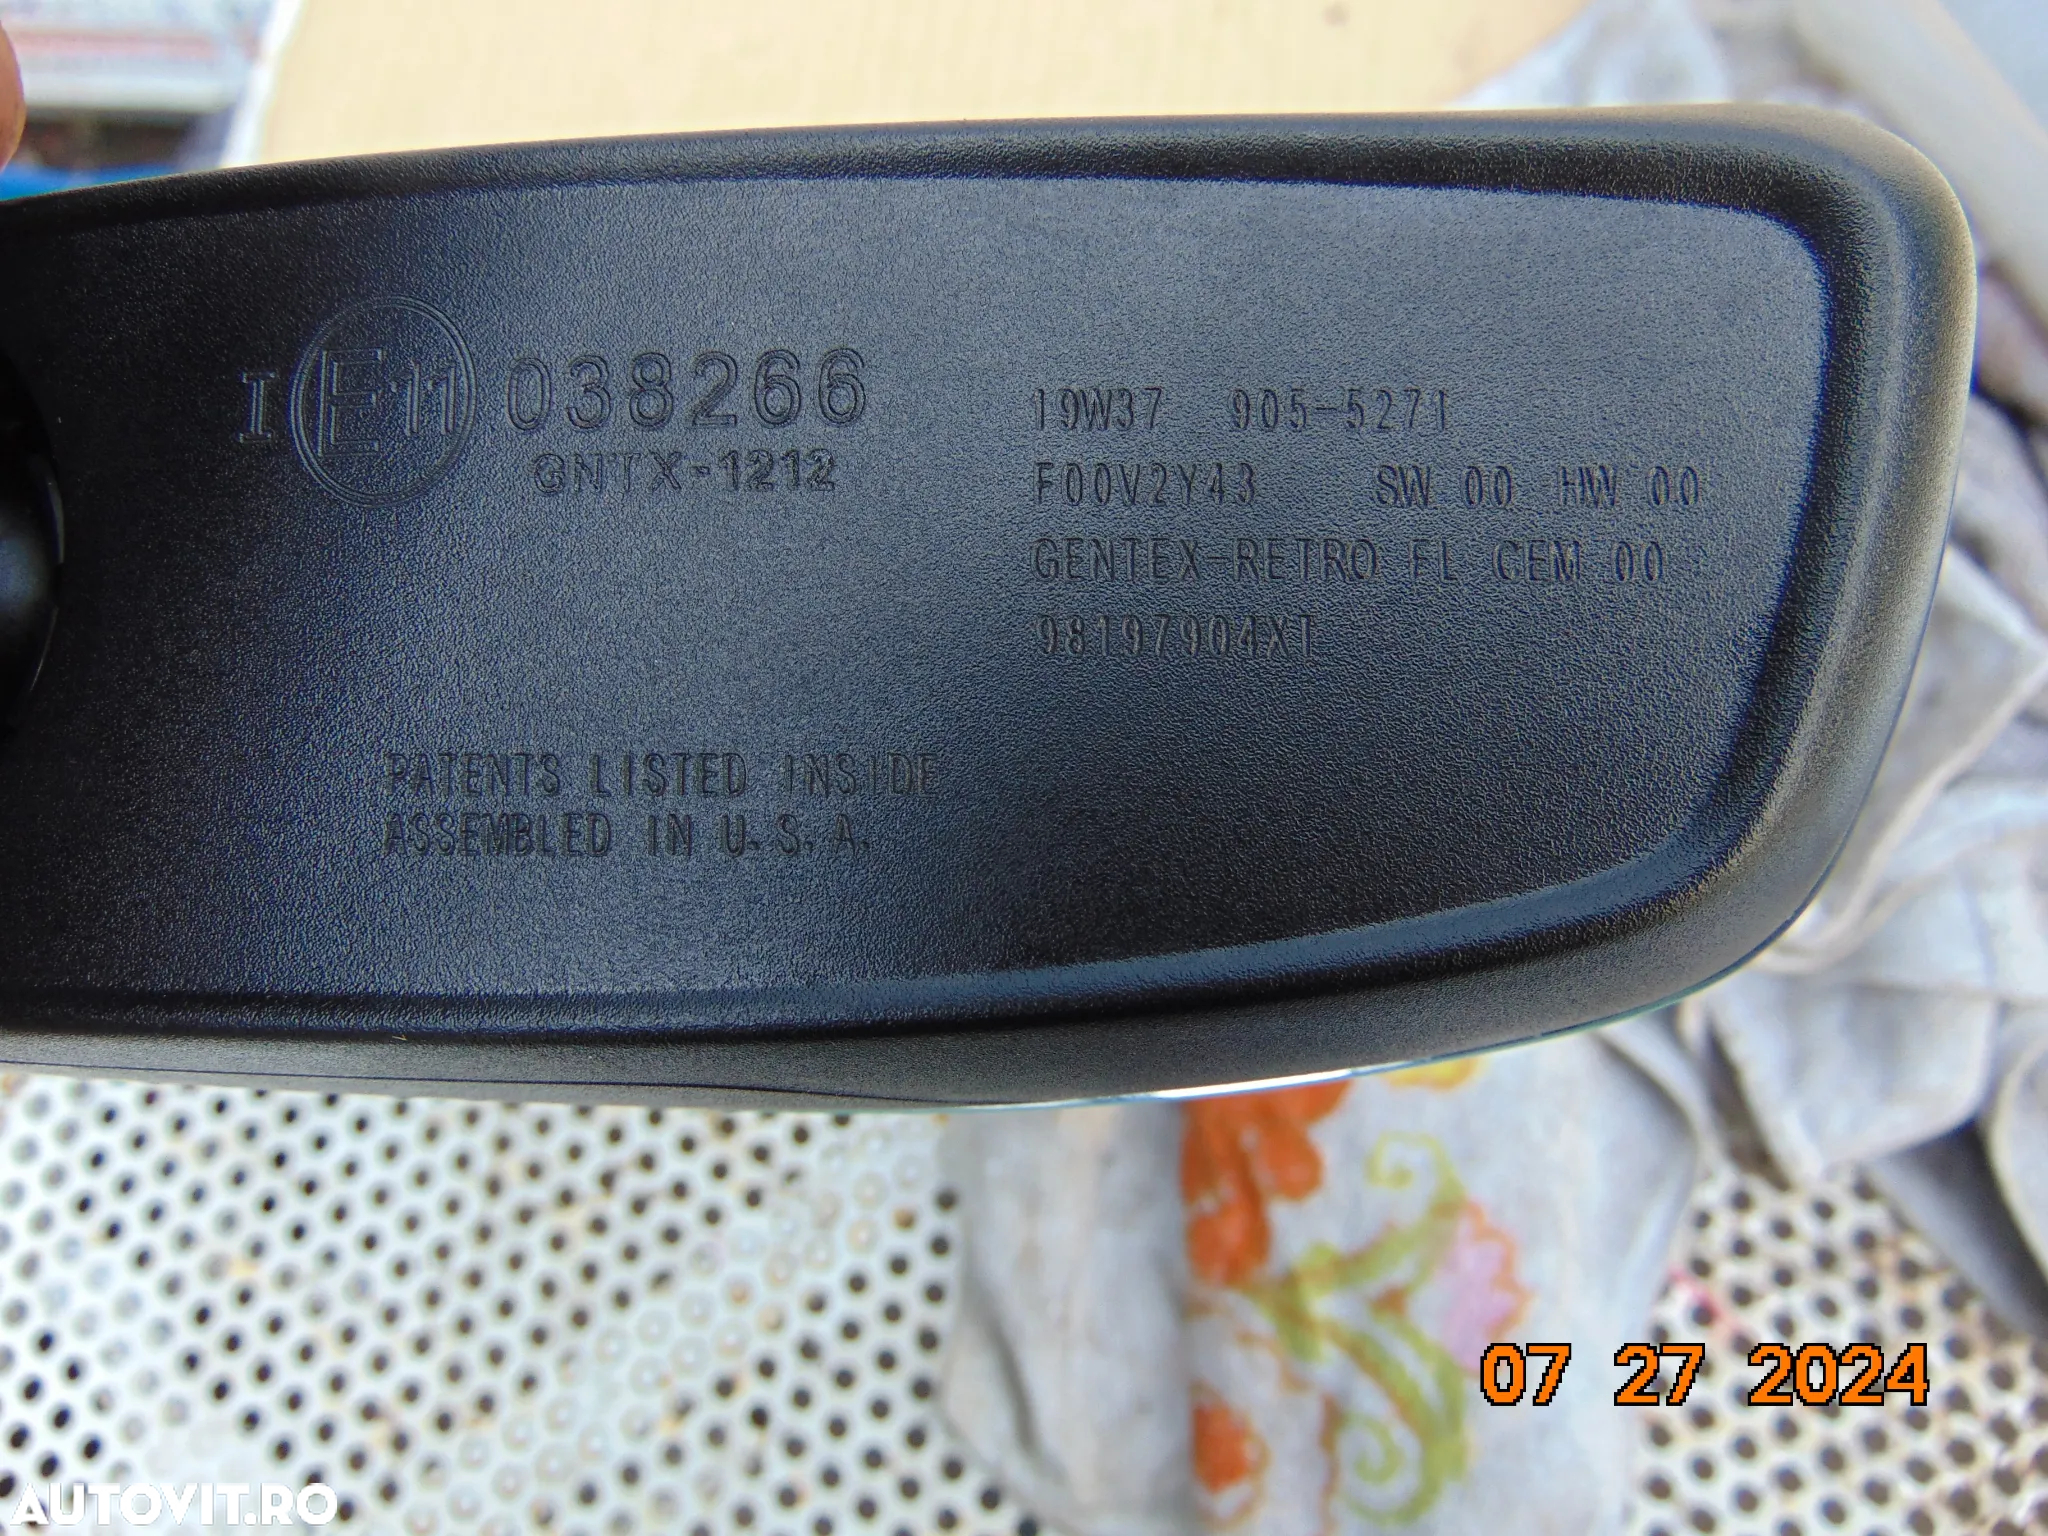 I E11 038266
GNTX-1212
19W37 905-5271
F00V2Y43 SW 00 HW 00
GENTEX-RETRO FL CEM 00
98197904XT
PATENTS LISTED INSIDE
ASSEMBLED IN U.S.A.
07 27 2024
AUTOVIT.RO